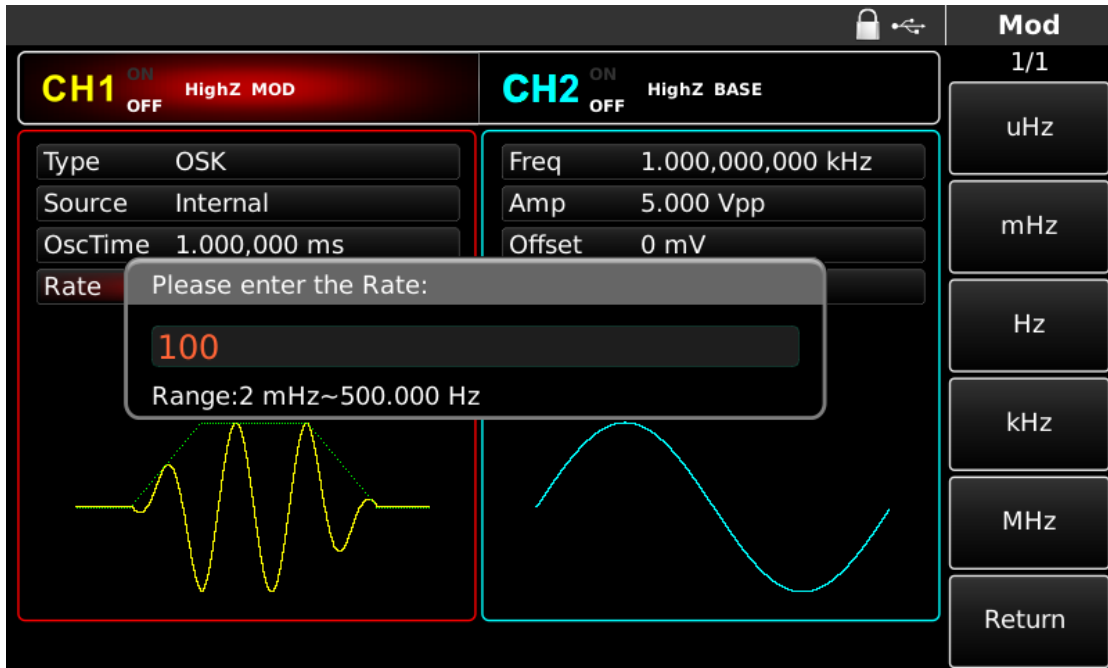 Mod
1/1
CH1 ON OFF HighZ MOD
CH2 ON OFF HighZ BASE
Type OSK
Source Internal
OscTime 1.000,000 ms
Rate
Freq 1.000,000,000 kHz
Amp 5.000 Vpp
Offset 0 mV
Please enter the Rate:
100
Range:2 mHz~500.000 Hz
uHz
mHz
Hz
kHz
MHz
Return